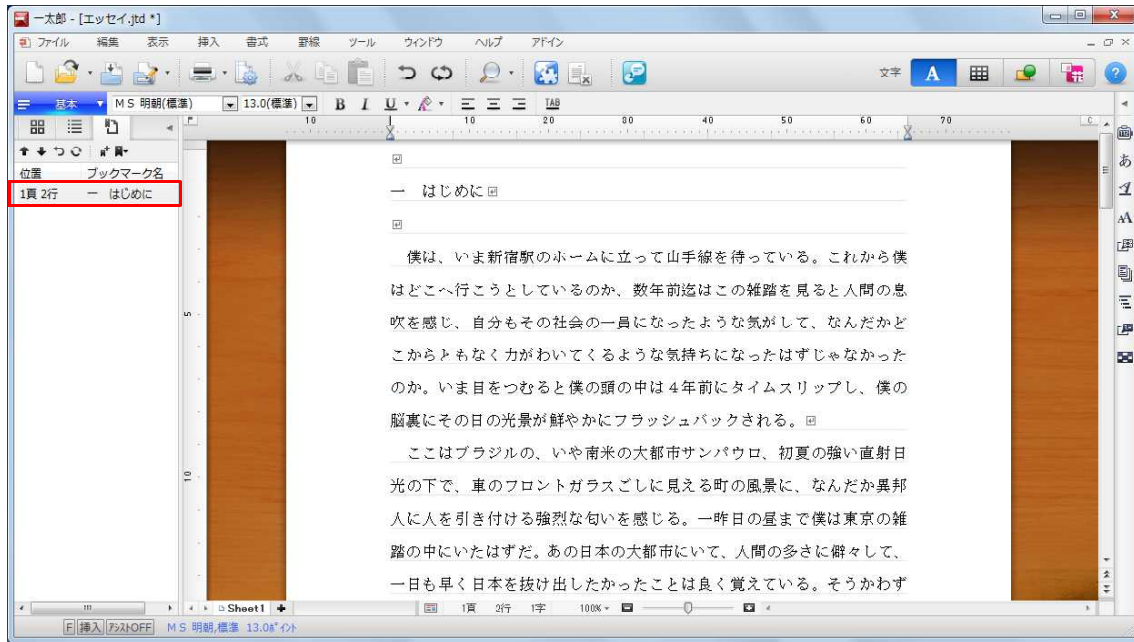 一太郎 - [エッセイ.jtd *]
ファイル 編集 表示 挿入 書式 罫線 ツール ウィンドウ ヘルプ アドイン
文字 A
基本 MS 明朝(標準) 13.0(標準) B I U TAB
10 10 20 30 40 50 60 70
位置 ブックマーク名
1頁 2行 一 はじめに
一 はじめに
僕は、いま新宿駅のホームに立って山手線を待っている。これから僕
はどこへ行こうとしているのか、数年前迄はこの雑踏を見ると人間の息
吹を感じ、自分もその社会の一員になったような気がして、なんだかど
こからともなく力がわいてくるような気持ちになったはずじゃなかった
のか。いま目をつむると僕の頭の中は4年前にタイムスリップし、僕の
脳裏にその日の光景が鮮やかにフラッシュバックされる。
ここはブラジルの、いや南米の大都市サンパウロ、初夏の強い直射日
光の下で、車のフロントガラスごしに見える町の風景に、なんだか異邦
人に人を引き付ける強烈な匂いを感じる。一昨日の昼まで僕は東京の雑
踏の中にいたはずだ。あの日本の大都市にいて、人間の多さに僻々して、
一日も早く日本を抜け出したかったことは良く覚えている。そうかわず
5
10
Sheet1 1頁 2行 1字 100%
F 挿入 アシストOFF MS 明朝,標準 13.0ポイント